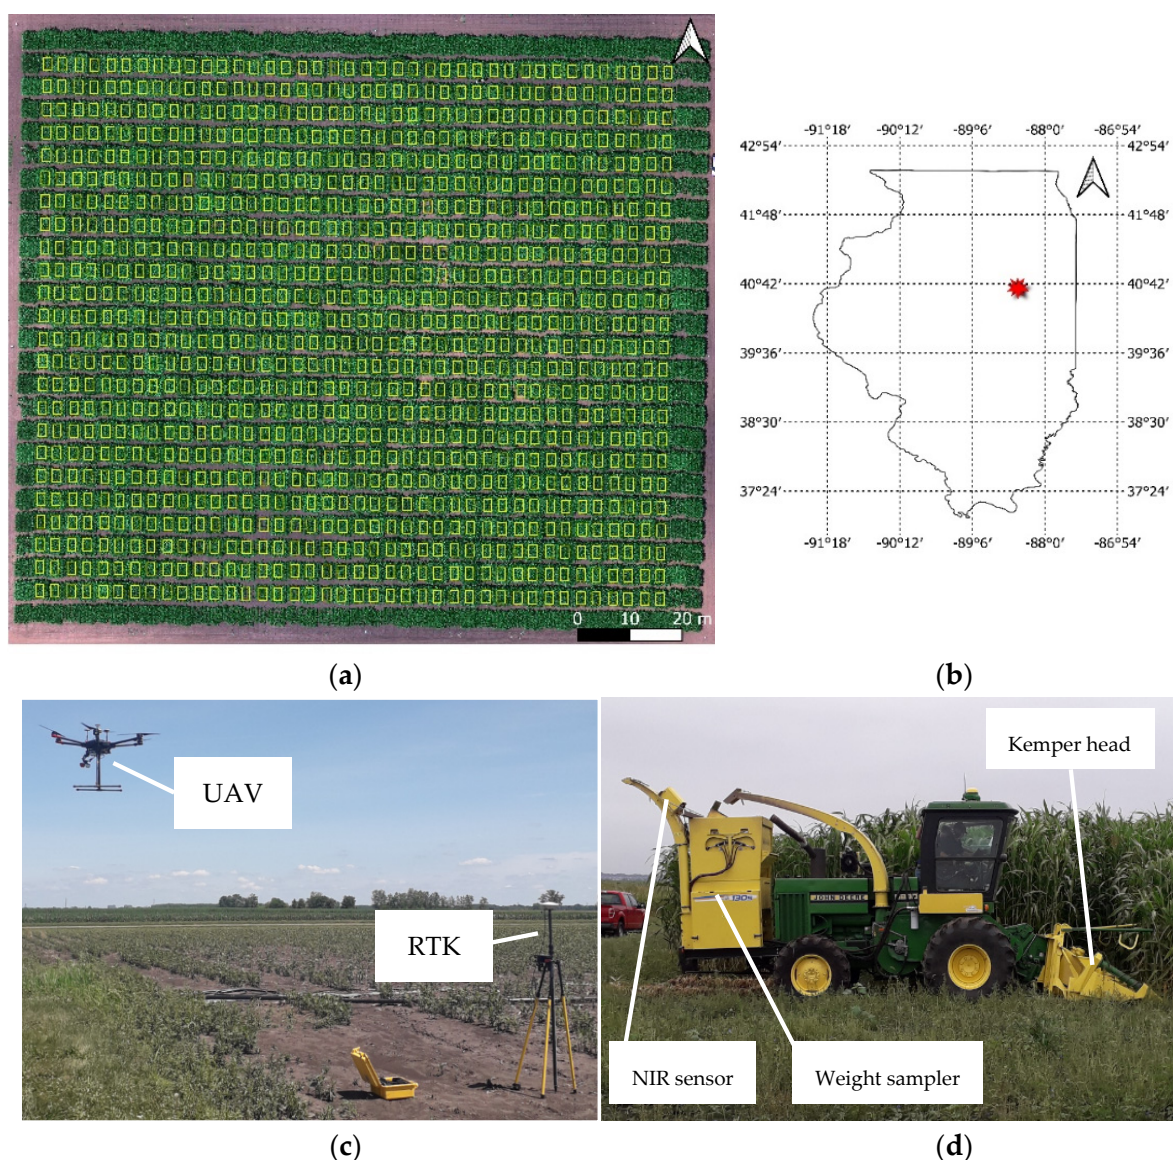 0 10 20 m
(a)
-91°18′ -90°12′ -89°6′ -88°0′ -86°54′
42°54′ 42°54′
41°48′ 41°48′
40°42′ 40°42′
39°36′ 39°36′
38°30′ 38°30′
37°24′ 37°24′
-91°18′ -90°12′ -89°6′ -88°0′ -86°54′
(b)
UAV
RTK
(c)
Kemper head
JOHN DEERE
NIR sensor
Weight sampler
(d)